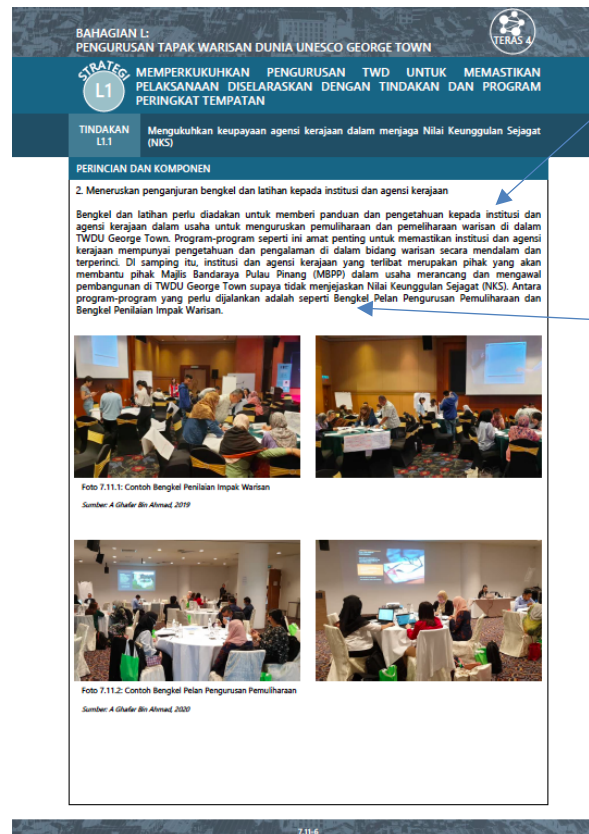 BAHAGIAN L:
PENGURUSAN TAPAK WARISAN DUNIA UNESCO GEORGE TOWN
TERAS 4
STRATEGI
L1
MEMPERKUKUHKAN PENGURUSAN TWD UNTUK MEMASTIKAN
PELAKSANAAN DISELARASKAN DENGAN TINDAKAN DAN PROGRAM
PERINGKAT TEMPATAN
TINDAKAN
L1.1
Mengukuhkan keupayaan agensi kerajaan dalam menjaga Nilai Keunggulan Sejagat
(NKS)
PERINCIAN DAN KOMPONEN
2. Meneruskan penganjuran bengkel dan latihan kepada institusi dan agensi kerajaan
Bengkel dan latihan perlu diadakan untuk memberi panduan dan pengetahuan kepada institusi dan
agensi kerajaan dalam usaha untuk menguruskan pemuliharaan dan pemeliharaan warisan di dalam
TWDU George Town. Program-program seperti ini amat penting untuk memastikan institusi dan agensi
kerajaan mempunyai pengetahuan dan pengalaman di dalam bidang warisan secara mendalam dan
terperinci. DI samping itu, institusi dan agensi kerajaan yang terlibat merupakan pihak yang akan
membantu pihak Majlis Bandaraya Pulau Pinang (MBPP) dalam usaha merancang dan mengawal
pembangunan di TWDU George Town supaya tidak menjejaskan Nilai Keunggulan Sejagat (NKS). Antara
program-program yang perlu dijalankan adalah seperti Bengkel Pelan Pengurusan Pemuliharaan dan
Bengkel Penilaian Impak Warisan.
Foto 7.11.1: Contoh Bengkel Penilaian Impak Warisan
Sumber: A Ghafar Bin Ahmad, 2019
Foto 7.11.2: Contoh Bengkel Pelan Pengurusan Pemuliharaan
Sumber: A Ghafar Bin Ahmad, 2020
7.11-6